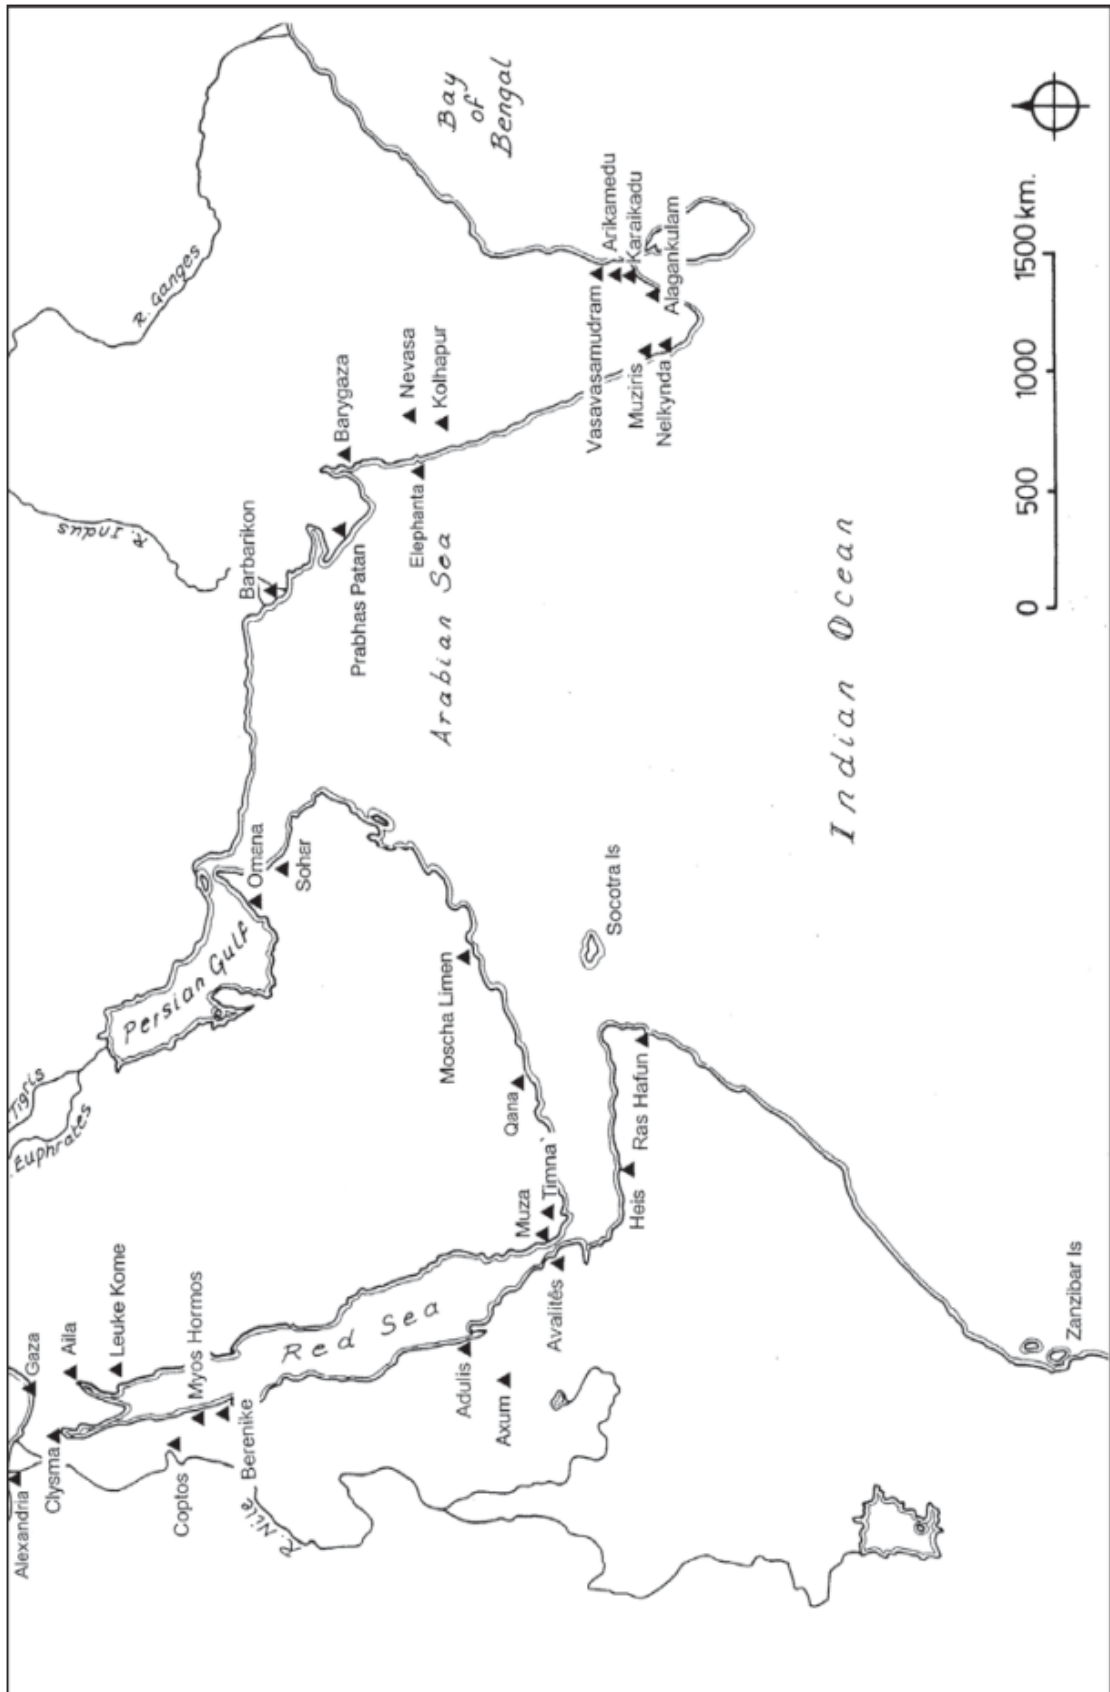 Alexandria
Gaza
Clysma
Aila
Leuke Kome
Coptos
Myos Hormos
Berenike
R. Nile
Red Sea
Adulis
Axum
Avalitês
Muza
Timna`
Heis
Ras Hafun
Zanzibar Is
Qana
Moscha Limen
Socotra Is
Tigris
Euphrates
Persian Gulf
Omana
Sohar
R. Indus
Barbarikon
Prabhas Patan
Barygaza
Elephanta
Nevasa
Kolhapur
Arabian Sea
R. Ganges
Bay
of
Bengal
Vasavasamudram
Arikamedu
Karaikadu
Alagankulam
Muziris
Nelkynda
Indian Ocean
0 500 1000 1500 km.